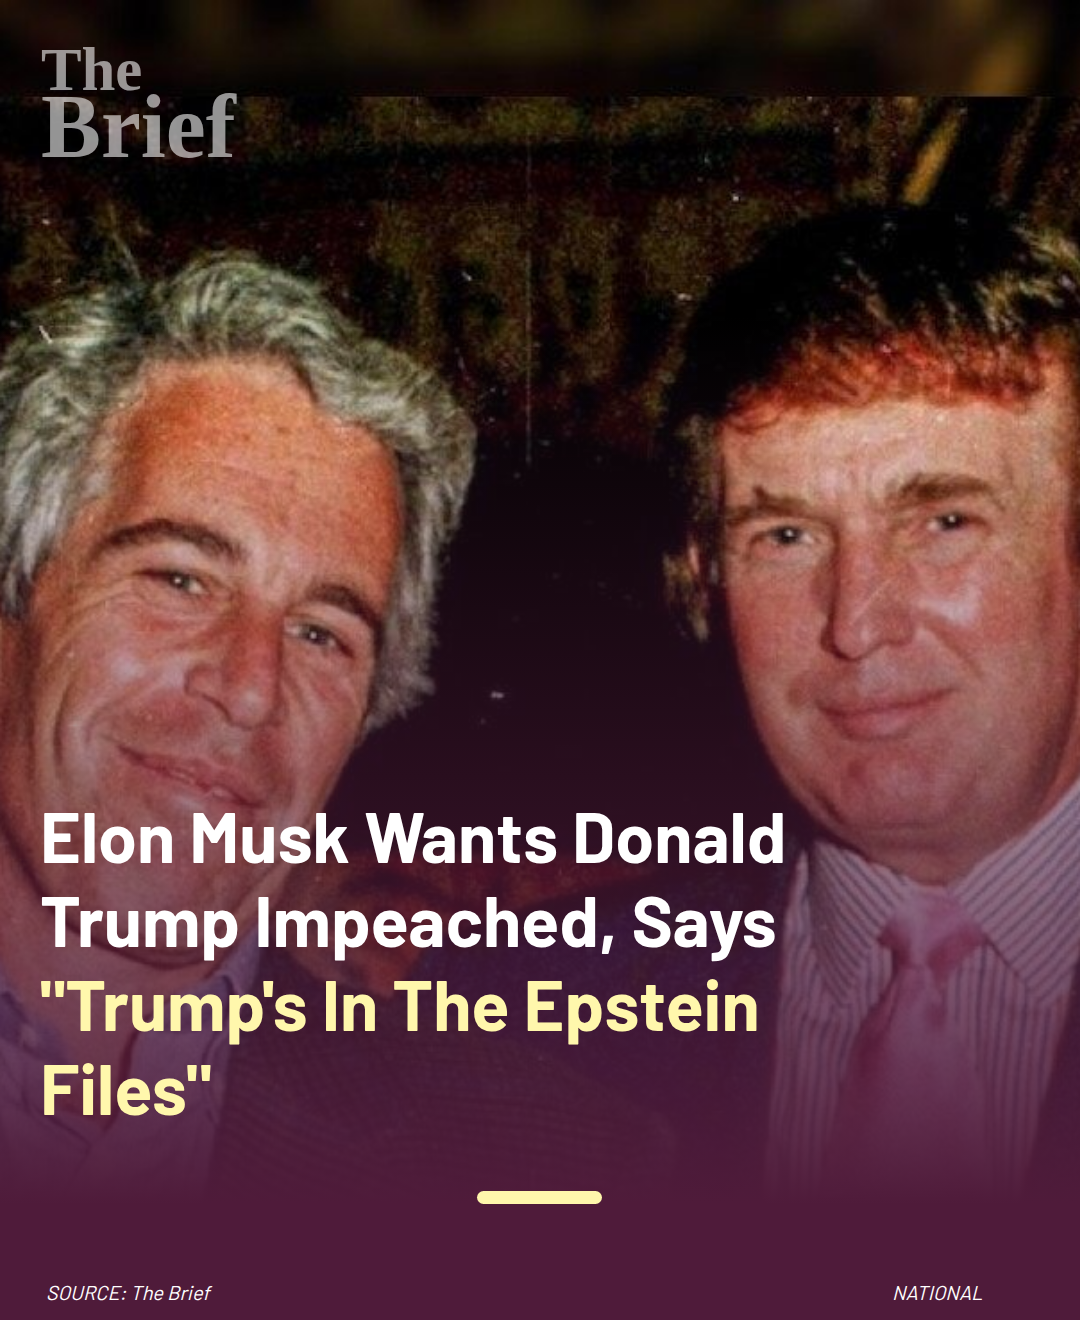 The
Brief
Elon Musk Wants Donald
Trump Impeached, Says
"Trump's In The Epstein
Files"
SOURCE: The Brief
NATIONAL